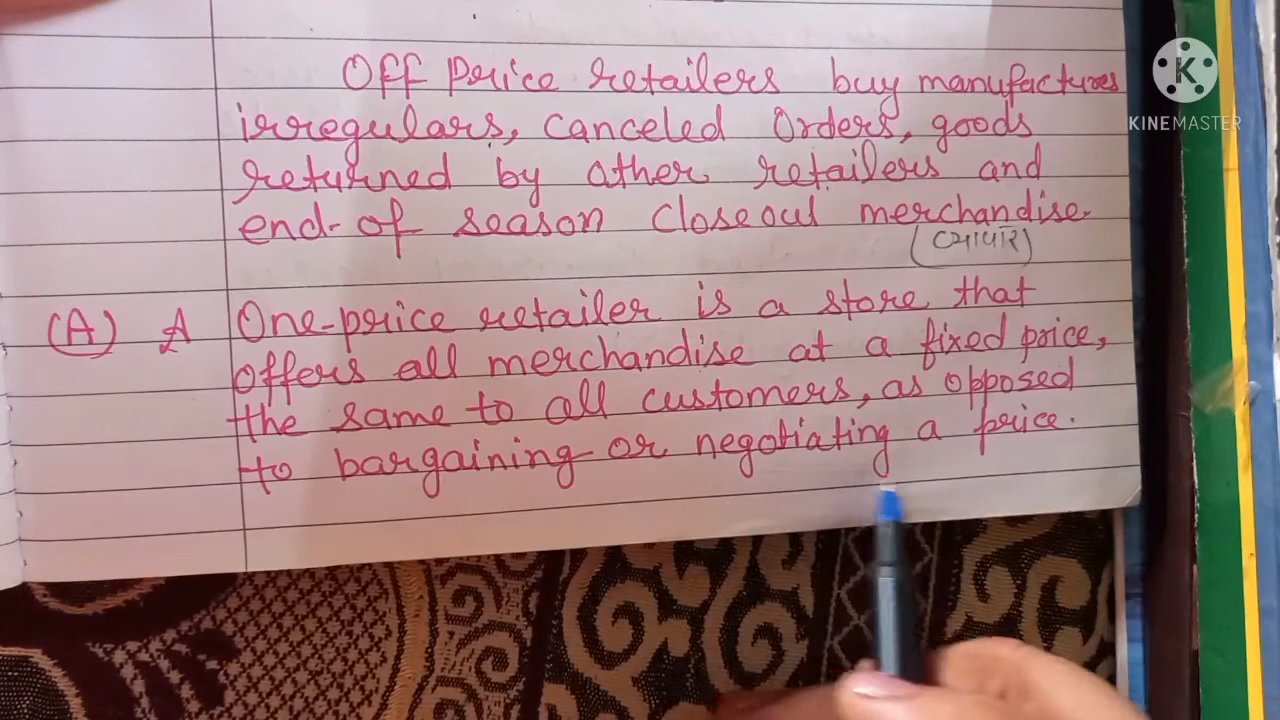 Off Price retailers buy manufactures
irregulars, canceled orders, goods
returned by other retailers and
end-of season closeout merchandise
(व्यापार)
(A) A One-price retailer is a store that
offers all merchandise at a fixed price,
the same to all customers, as opposed
to bargaining or negotiating a price.
K
KINEMASTER